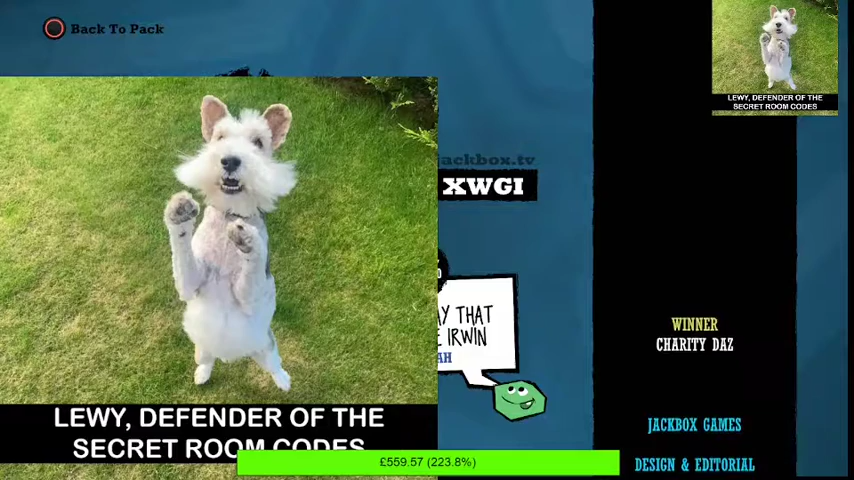 Back To Pack
LEWY, DEFENDER OF THE
SECRET ROOM CODES
jackbox.tv
XWGI
AY THAT
E IRWIN
AH
WINNER
CHARITY DAZ
JACKBOX GAMES
DESIGN & EDITORIAL
LEWY, DEFENDER OF THE
SECRET ROOM CODES
£559.57 (223.8%)